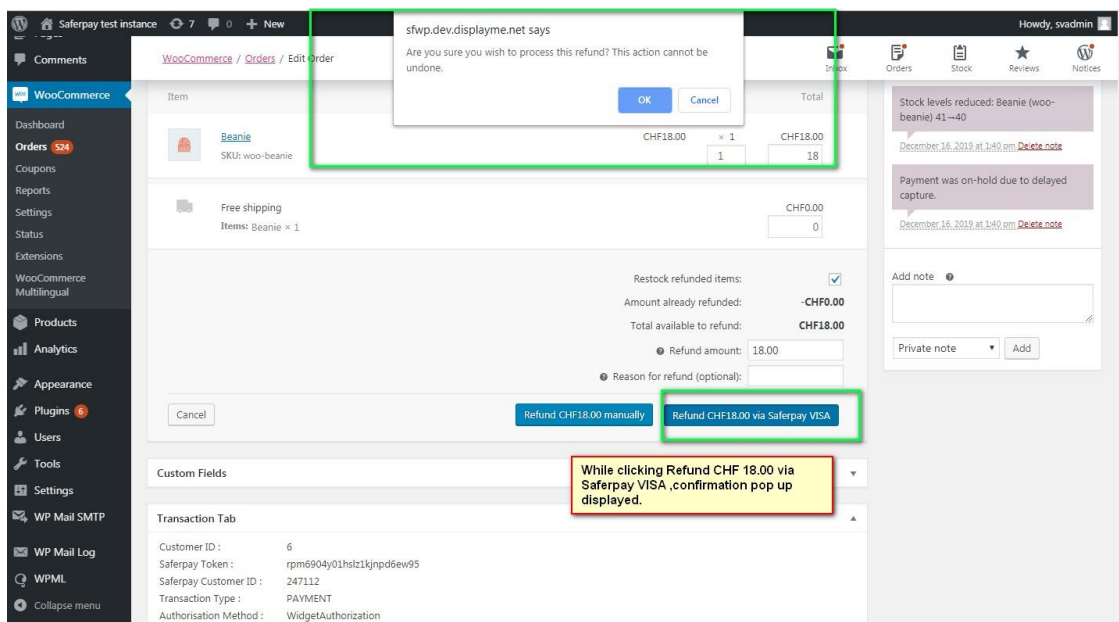 Saferpay test instance 7 0 + New
Howdy, svadmin
sfwp.dev.displayme.net says
Are you sure you wish to process this refund? This action cannot be
undone.
OK Cancel
Comments
WooCommerce / Orders / Edit Order
Inbox
Orders
Stock
Reviews
Notices
WooCommerce
Dashboard
Orders 524
Coupons
Reports
Settings
Status
Extensions
WooCommerce
Multilingual
Products
Analytics
Appearance
Plugins 6
Users
Tools
Settings
WP Mail SMTP
WP Mail Log
WPML
Collapse menu
Item
Total
Beanie CHF18.00 × 1 CHF18.00
SKU: woo-beanie 1 18
Free shipping CHF0.00
Items: Beanie × 1 0
Restock refunded items:
Amount already refunded: -CHF0.00
Total available to refund: CHF18.00
Refund amount: 18.00
Reason for refund (optional):
Cancel
Refund CHF18.00 manually
Refund CHF18.00 via Saferpay VISA
While clicking Refund CHF 18.00 via
Saferpay VISA ,confirmation pop up
displayed.
Custom Fields
Transaction Tab
Customer ID : 6
Saferpay Token : rpm6904y01hslz1kjnpd6ew95
Saferpay Customer ID : 247112
Transaction Type : PAYMENT
Authorisation Method : WidgetAuthorization
Stock levels reduced: Beanie (woo-
beanie) 41→40
December 16, 2019 at 1:40 pm Delete note
Payment was on-hold due to delayed
capture.
December 16, 2019 at 1:40 pm Delete note
Add note
Private note Add